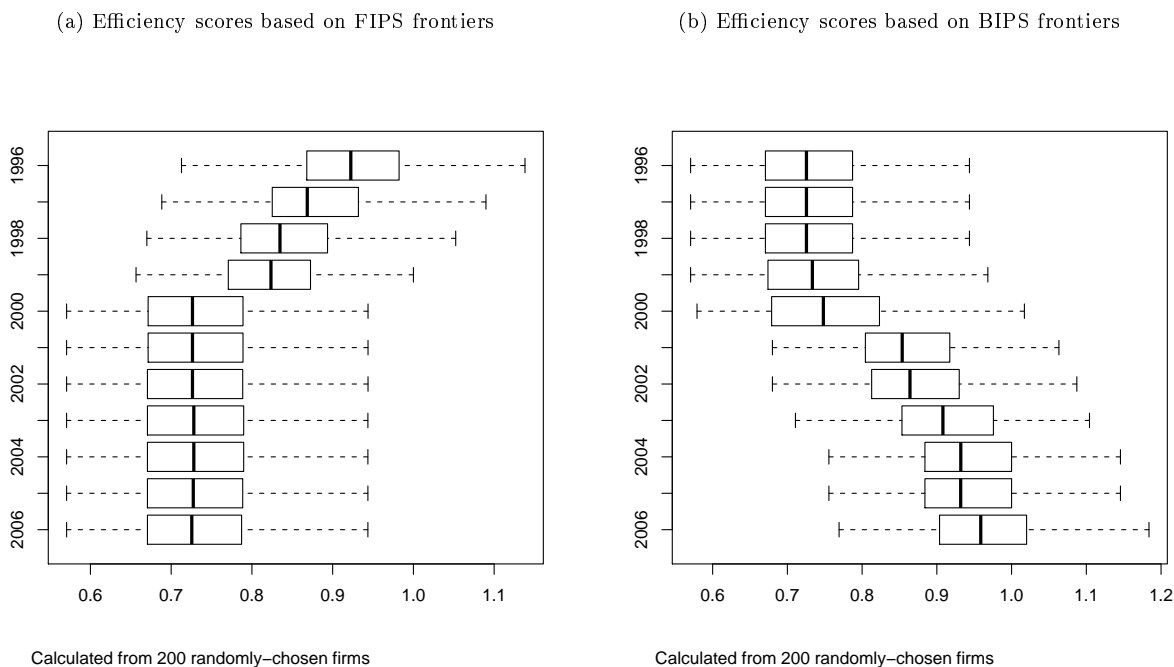 (a) Efficiency scores based on FIPS frontiers
1996
1998
2000
2002
2004
2006
0.6 0.7 0.8 0.9 1.0 1.1
Calculated from 200 randomly−chosen firms
(b) Efficiency scores based on BIPS frontiers
1996
1998
2000
2002
2004
2006
0.6 0.7 0.8 0.9 1.0 1.1 1.2
Calculated from 200 randomly−chosen firms